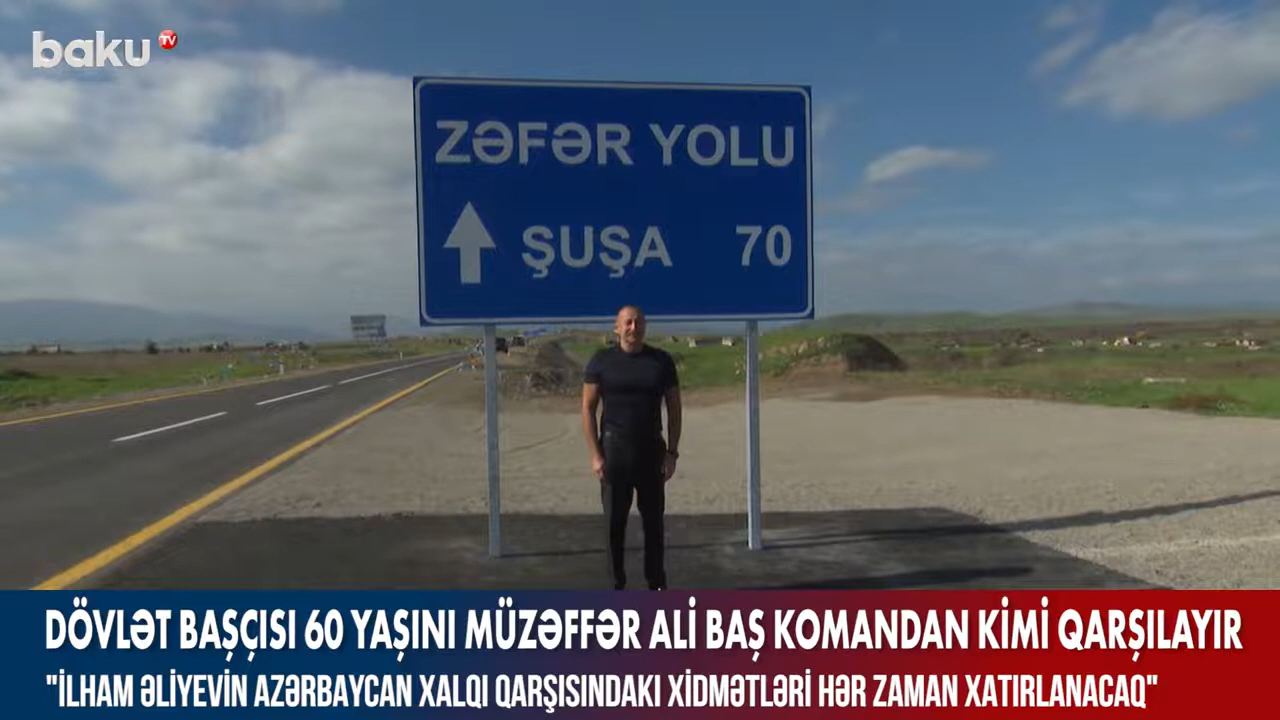 baku TV
ZƏFƏR YOLU
ŞUŞA 70
DÖVLƏT BAŞÇISI 60 YAŞINI MÜZƏFFƏR ALİ BAŞ KOMANDAN KİMİ QARŞILAYIR
"İLHAM ƏLİYEVİN AZƏRBAYCAN XALQI QARŞISINDAKI XİDMƏTLƏRİ HƏR ZAMAN XATIRLANACAQ"